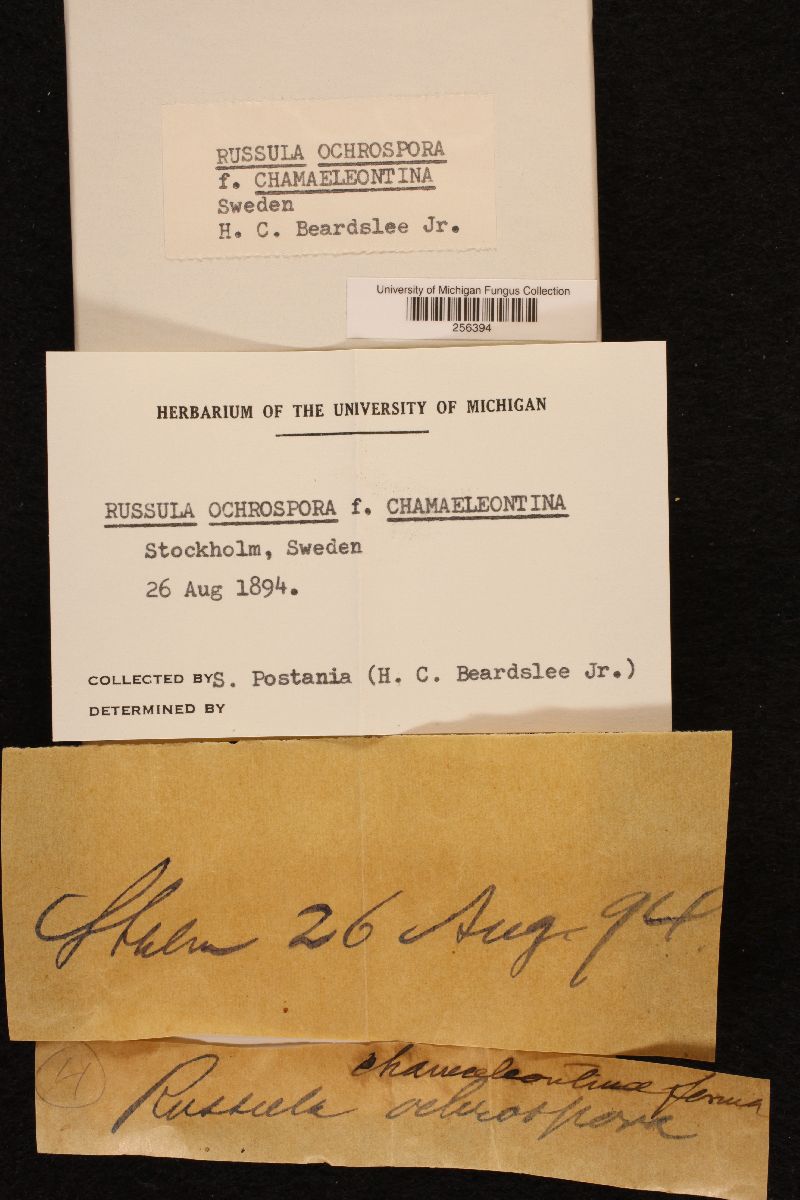 RUSSULA OCHROSPORA
f. CHAMAELEONTINA
Sweden
H. C. Beardslee Jr.
University of Michigan Fungus Collection
256394
HERBARIUM OF THE UNIVERSITY OF MICHIGAN
RUSSULA OCHROSPORA f. CHAMAELEONTINA
Stockholm, Sweden
26 Aug 1894.
COLLECTED BY S. Postania (H. C. Beardslee Jr.)
DETERMINED BY
Sthlm 26 Aug. 94.
4
chamaeleontinae forma
Russula ochrospora